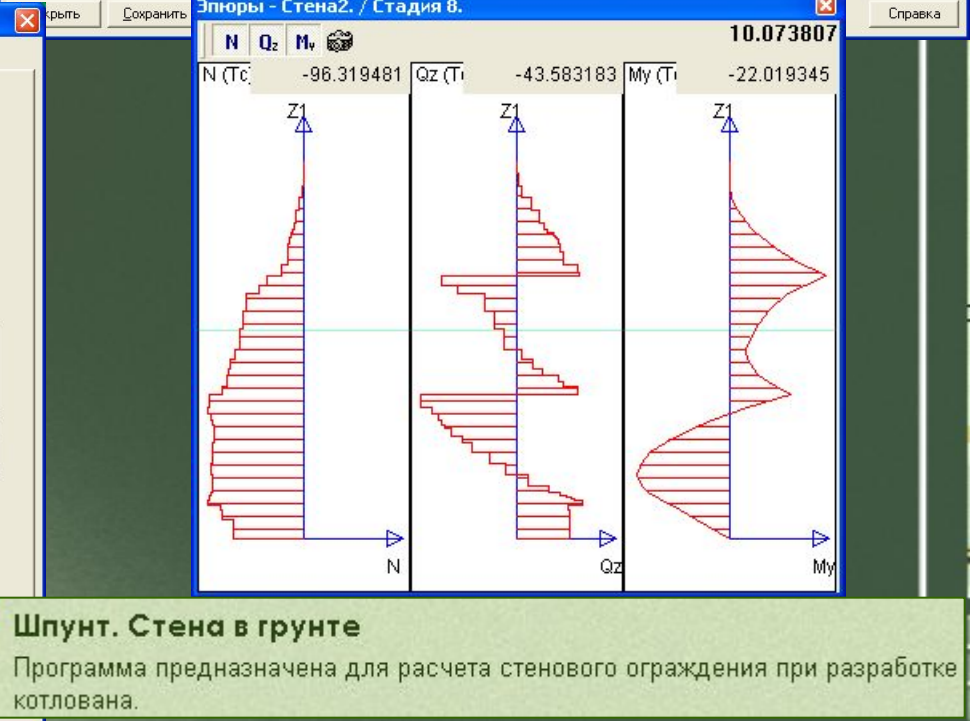 крыть
Сохранить
Эпюры - Стена2. / Стадия 8.
Справка
N Qz My
10.073807
N (Тс -96.319481 Qz (Т -43.583183 My (Т -22.019345
Z1 Z1 Z1
N Qz My
Шпунт. Стена в грунте
Программа предназначена для расчета стенового ограждения при разработке
котлована.